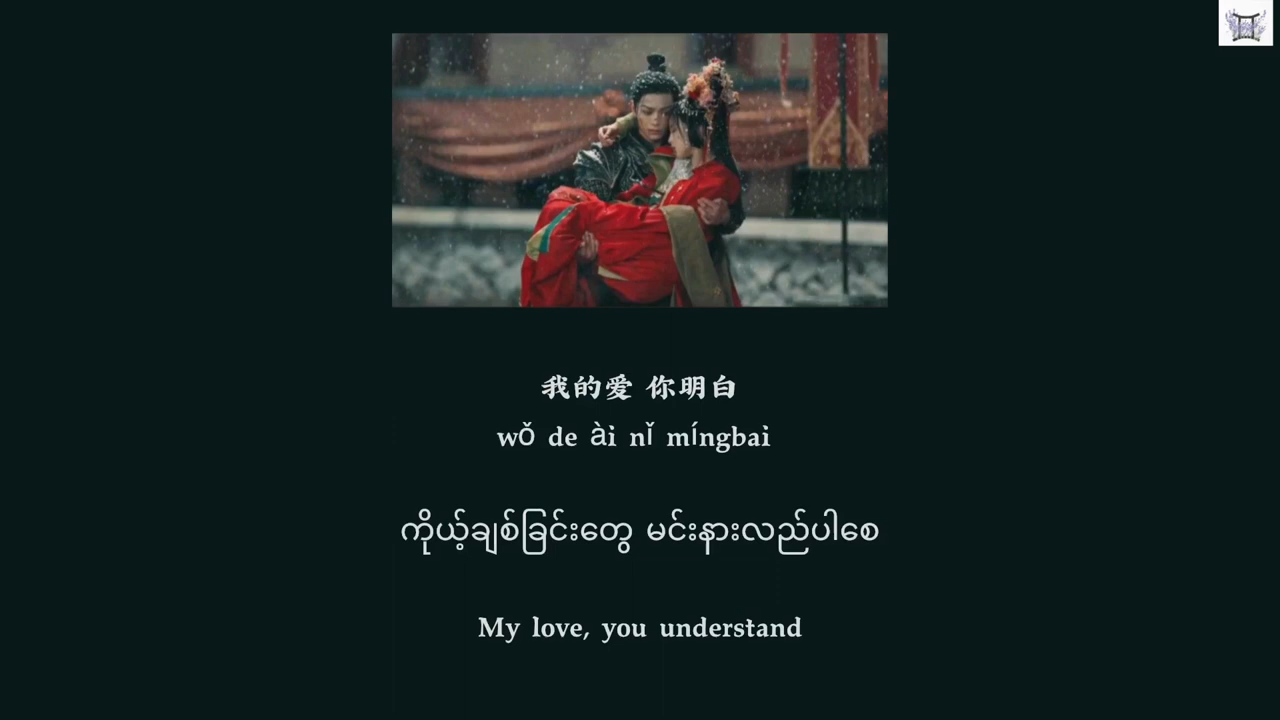 我的爱 你明白
wǒ de ài nǐ míngbai
ကိုယ့်ချစ်ခြင်းတွေ မင်းနားလည်ပါစေ
My love, you understand